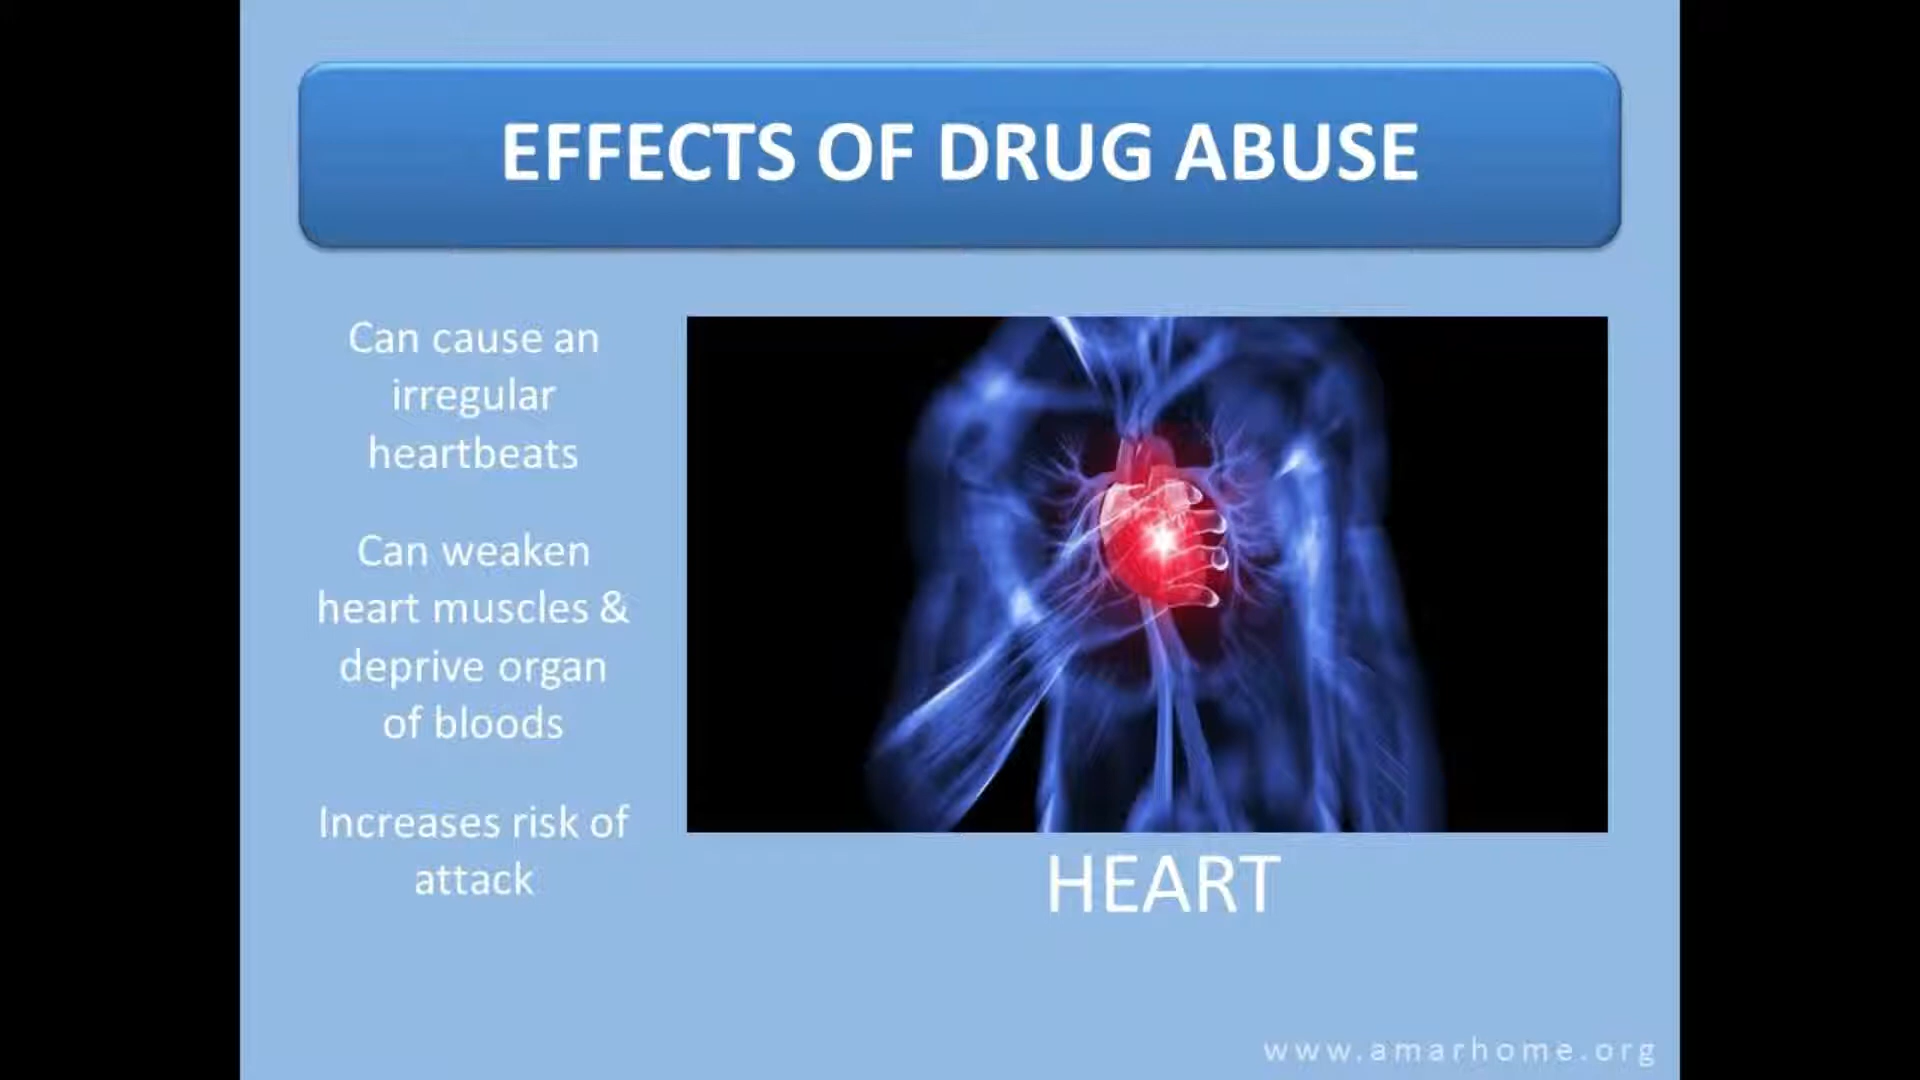 EFFECTS OF DRUG ABUSE
Can cause an
irregular
heartbeats
Can weaken
heart muscles &
deprive organ
of bloods
Increases risk of
attack
HEART
www.amarhome.org